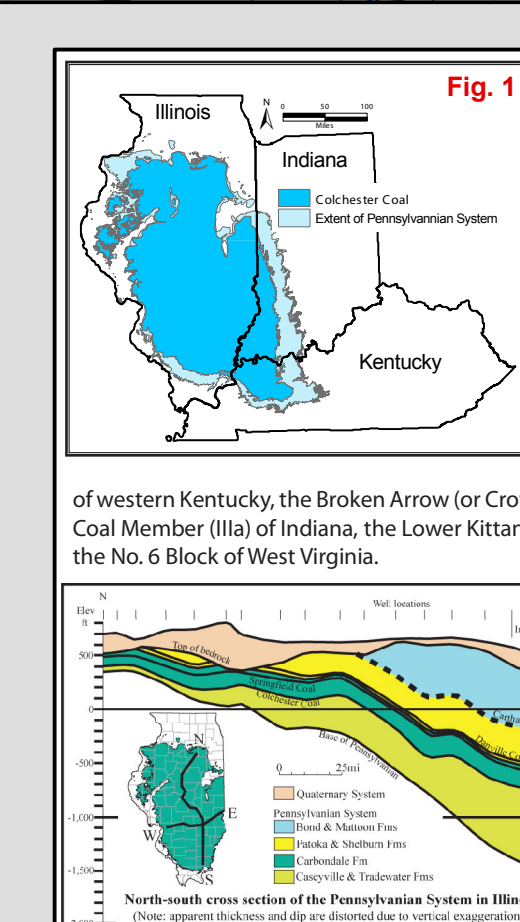 Fig. 1
Illinois
N
0 50 100
Miles
Indiana
Colchester Coal
Extent of Pennsylvannian System
Kentucky
of western Kentucky, the Broken Arrow (or Cro
Coal Member (IIIa) of Indiana, the Lower Kittan
the No. 6 Block of West Virginia.
N
Elev
ft
Well locations
500
Top of bedrock
Springfield Coal
Colchester Coal
0
Cartha
Base of Pennsylvanian
Danville Co
-500
N
0 25mi
Quaternary System
Pennsylvanian System
Bond & Mattoon Fms
Patoka & Shelburn Fms
Carbondale Fm
Caseyville & Tradewater Fms
-1,000
W
E
S
-1,500
North-south cross section of the Pennsylvanian System in Illin
(Note: apparent thickness and dip are distorted due to vertical exaggeration